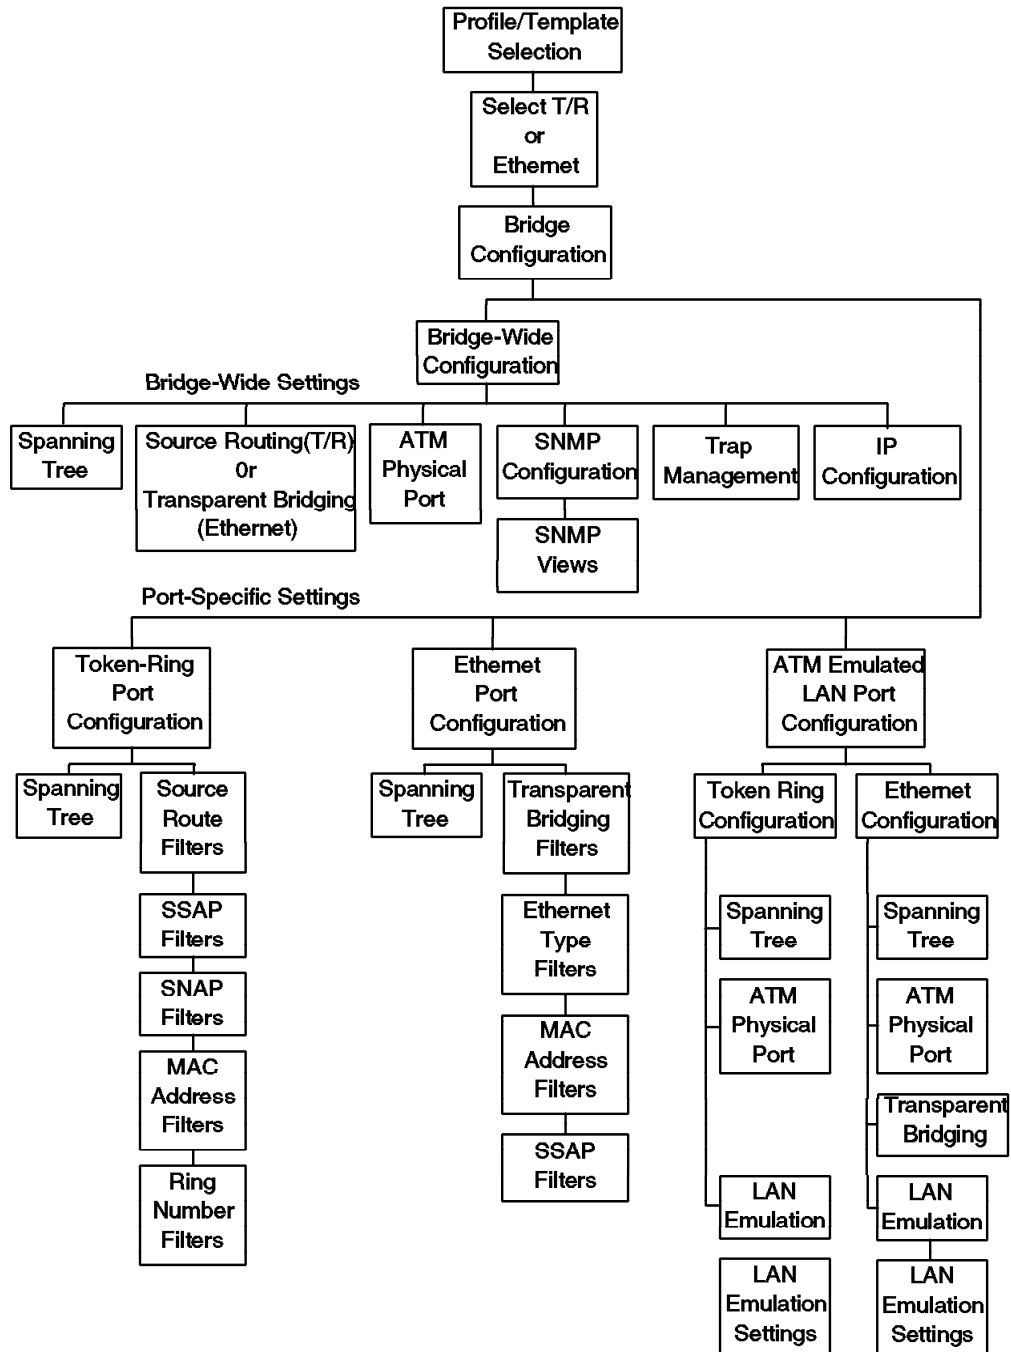 Profile/Template
Selection
Select T/R
or
Ethernet
Bridge
Configuration
Bridge-Wide
Configuration
Bridge-Wide Settings
Spanning
Tree
Source Routing(T/R)
0r
Transparent Bridging
(Ethernet)
ATM
Physical
Port
SNMP
Configuration
SNMP
Views
Trap
Management
IP
Configuration
Port-Specific Settings
Token-Ring
Port
Configuration
Spanning
Tree
Source
Route
Filters
SSAP
Filters
SNAP
Filters
MAC
Address
Filters
Ring
Number
Filters
Ethernet
Port
Configuration
Spanning
Tree
Transparent
Bridging
Filters
Ethernet
Type
Filters
MAC
Address
Filters
SSAP
Filters
ATM Emulated
LAN Port
Configuration
Token Ring
Configuration
Spanning
Tree
ATM
Physical
Port
LAN
Emulation
LAN
Emulation
Settings
Ethernet
Configuration
Spanning
Tree
ATM
Physical
Port
Transparent
Bridging
LAN
Emulation
LAN
Emulation
Settings